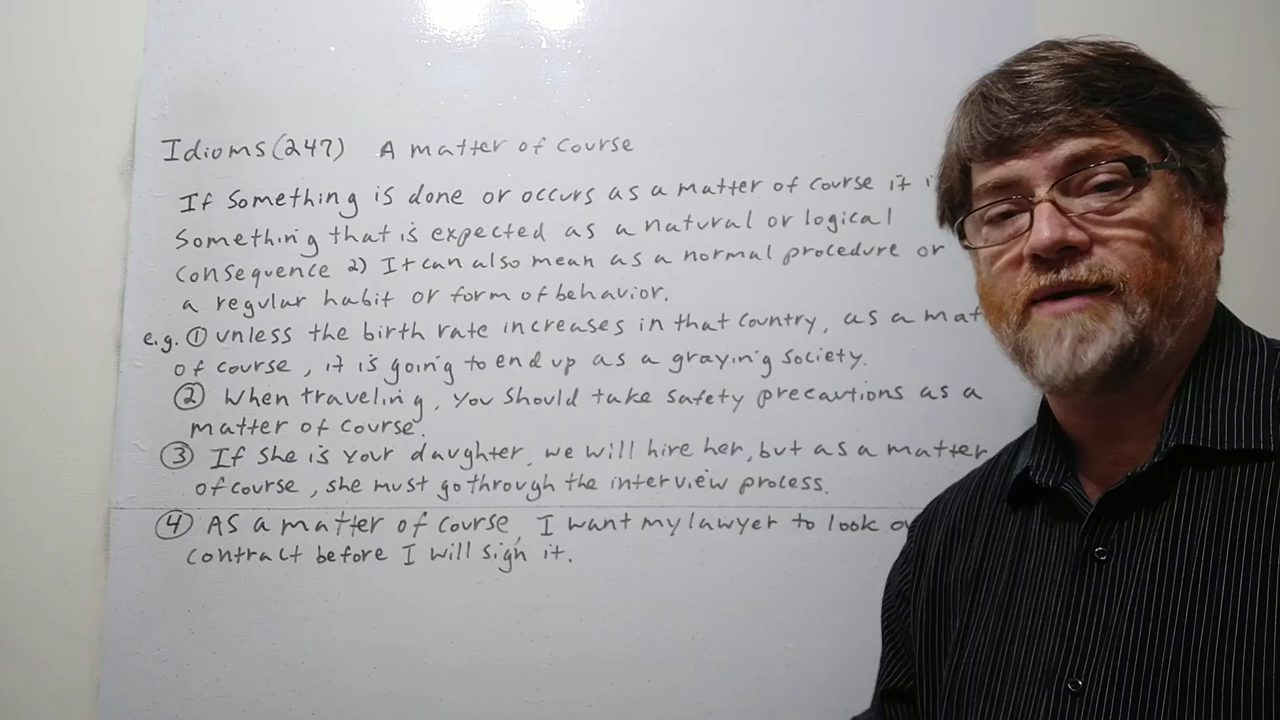 Idioms (247) A matter of course
If something is done or occurs as a matter of course it
something that is expected as a natural or logical
consequence 2) It can also mean as a normal procedure or
a regular habit or form of behavior.
e.g. ① unless the birth rate increases in that country, as a mat
of course, it is going to end up as a graying society.
② When traveling, you should take safety precautions as a
matter of course.
③ If she is your daughter, we will hire her, but as a matter
of course, she must go through the interview process.
④ As a matter of course, I want my lawyer to look
contract before I will sign it.